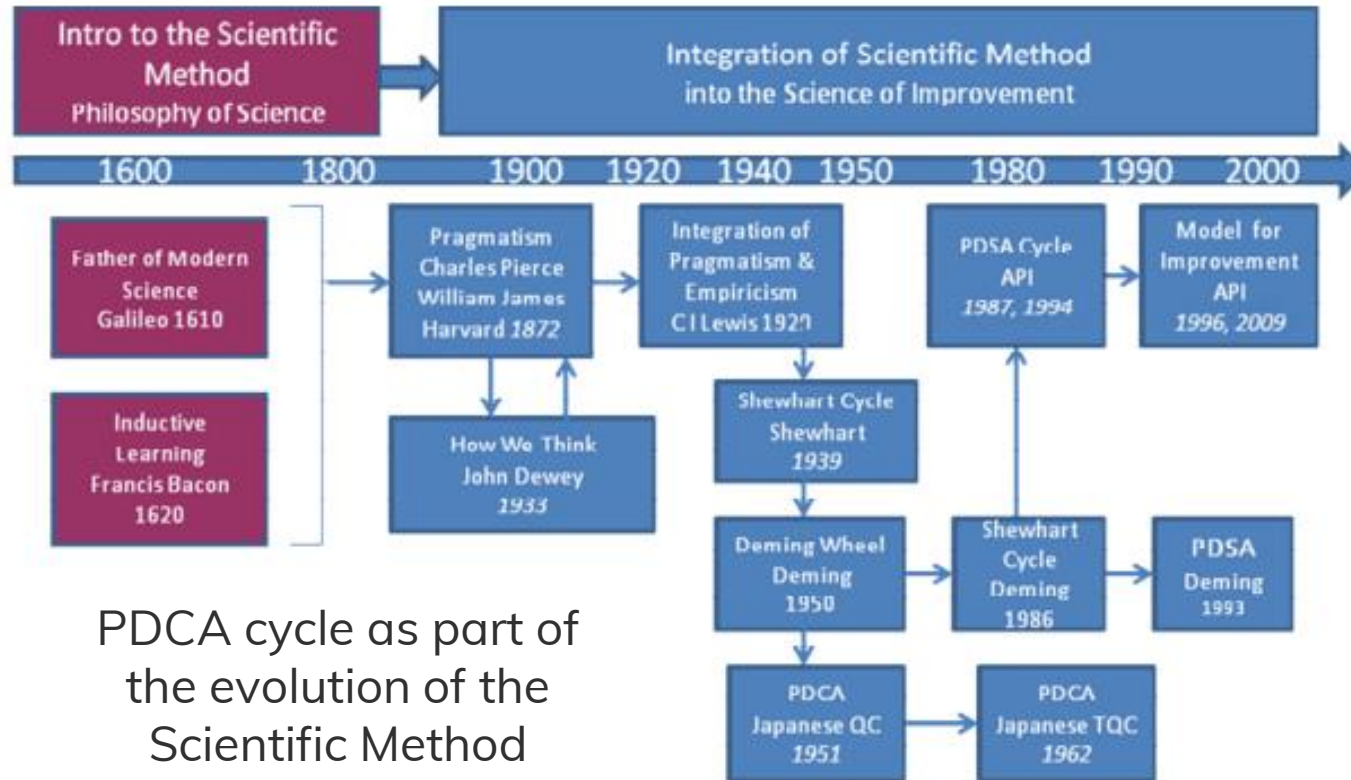 Intro to the Scientific
Method
Philosophy of Science
Integration of Scientific Method
into the Science of Improvement
1600
1800
1900
1920
1940
1950
1980
1990
2000
Father of Modern
Science
Galileo 1610
Inductive
Learning
Francis Bacon
1620
Pragmatism
Charles Pierce
William James
Harvard 1872
How We Think
John Dewey
1933
Integration of
Pragmatism &
Empiricism
C I Lewis 1929
Shewhart Cycle
Shewhart
1939
Deming Wheel
Deming
1950
PDCA
Japanese QC
1951
PDCA
Japanese TQC
1962
Shewhart
Cycle
Deming
1986
PDSA
Deming
1993
PDSA Cycle
API
1987, 1994
Model for
Improvement
API
1996, 2009
PDCA cycle as part of
the evolution of the
Scientific Method